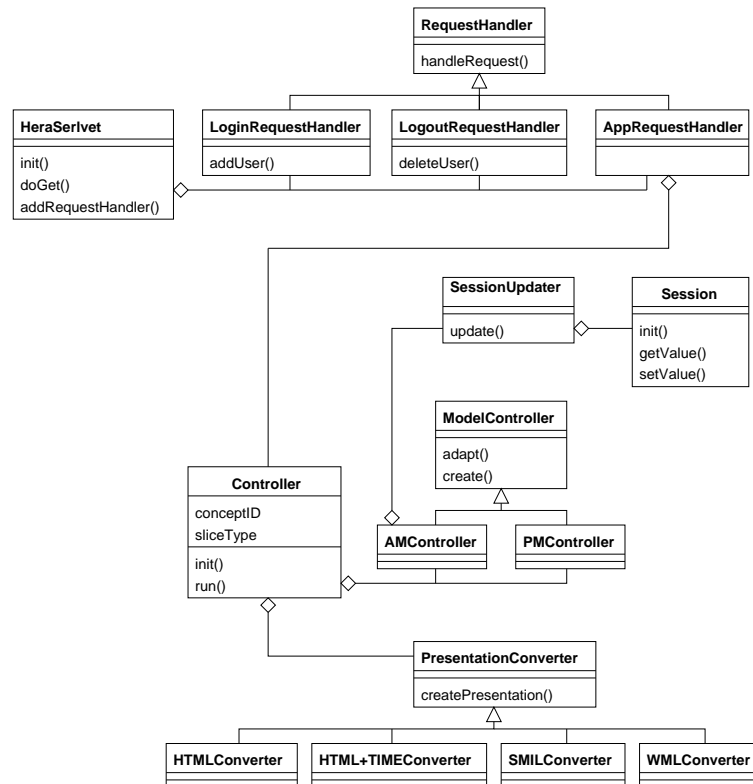 RequestHandler
handleRequest()
HeraSerlvet
init()
doGet()
addRequestHandler()
LoginRequestHandler
addUser()
LogoutRequestHandler
deleteUser()
AppRequestHandler
SessionUpdater
update()
Session
init()
getValue()
setValue()
ModelController
adapt()
create()
Controller
conceptID
sliceType
init()
run()
AMController
PMController
PresentationConverter
createPresentation()
HTMLConverter
HTML+TIMEConverter
SMILConverter
WMLConverter